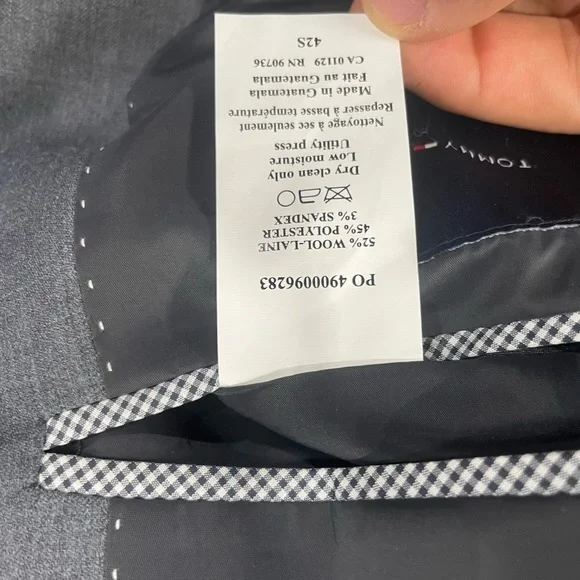 PO 4900096283
52% WOOL-LAINE
45% POLYESTER
3% SPANDEX
Dry clean only
Low moisture
Utility press
Nettoyage à sec seulement
Repasser à basse température
Made in Guatemala
Fait au Guatemala
CA 01129 RN 90736
42S
TOMMY